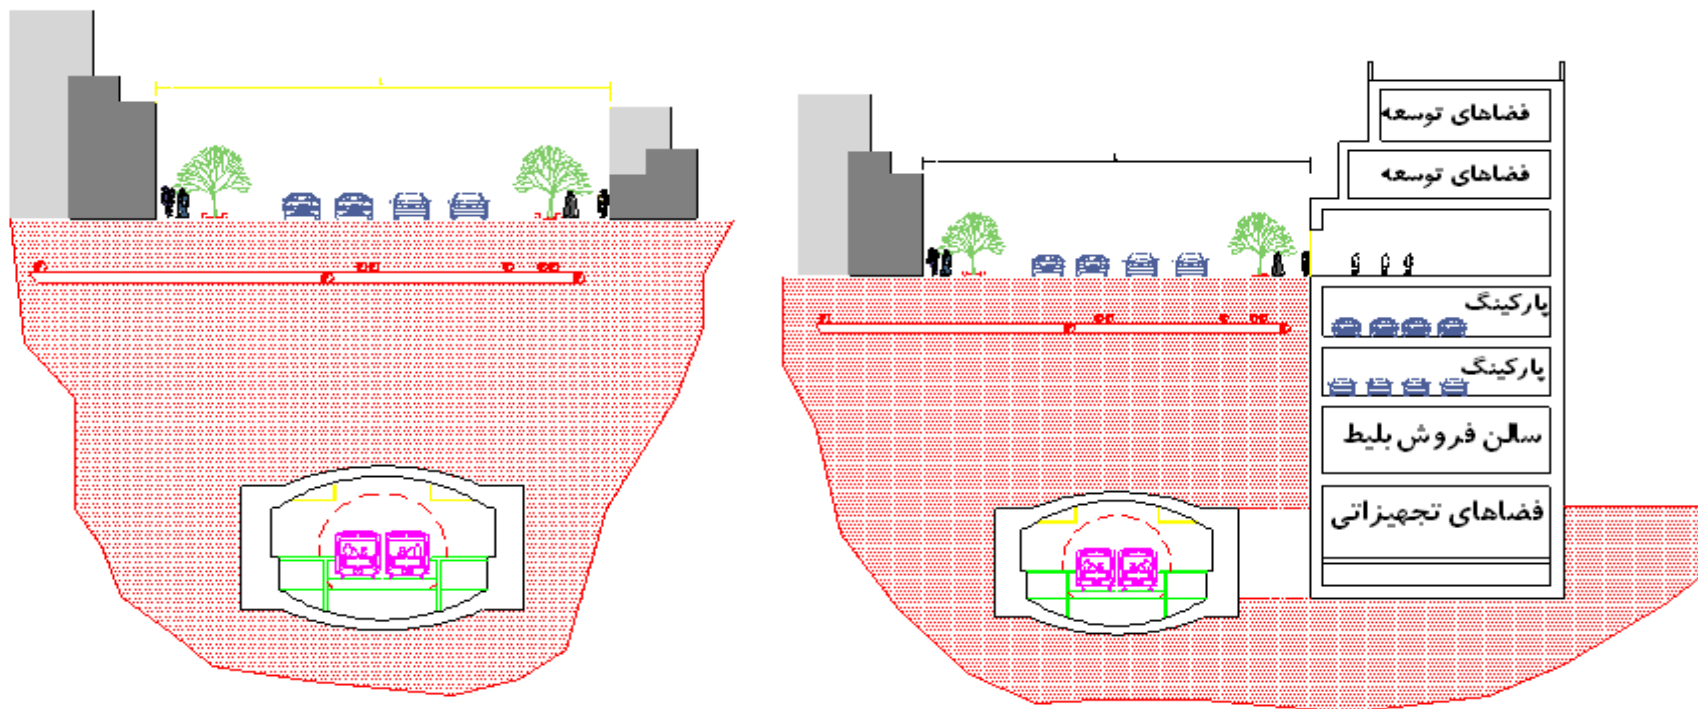 فضاهای توسعه
فضاهای توسعه
پارکینگ
پارکینگ
سالن فروش بلیط
فضاهای تجهیزاتی